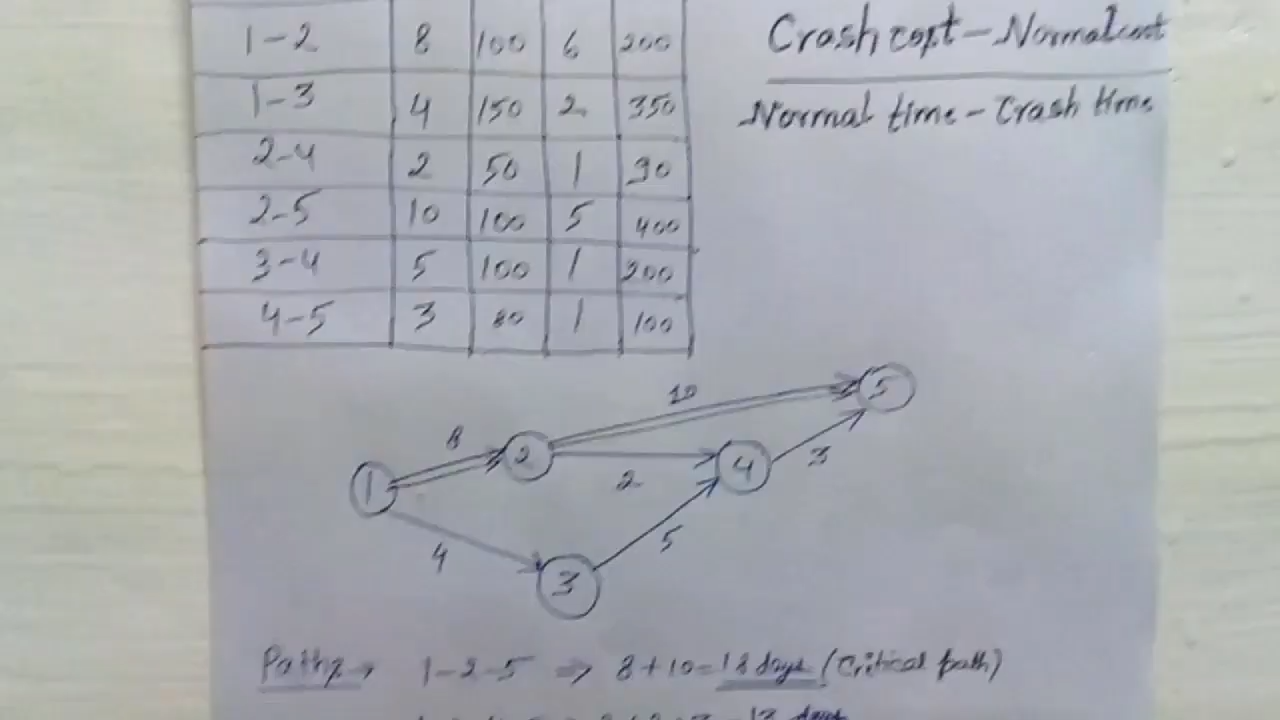 1-2 8 100 6 200
1-3 4 150 2 350
2-4 2 50 1 90
2-5 10 100 5 400
3-4 5 100 1 200
4-5 3 80 1 100
Crash cost - Normal cost
Normal time - Crash time
10
5
8
2
4
3
1
2
4
5
3
Paths → 1-2-5 ⇒ 8+10=18 days (Critical path)